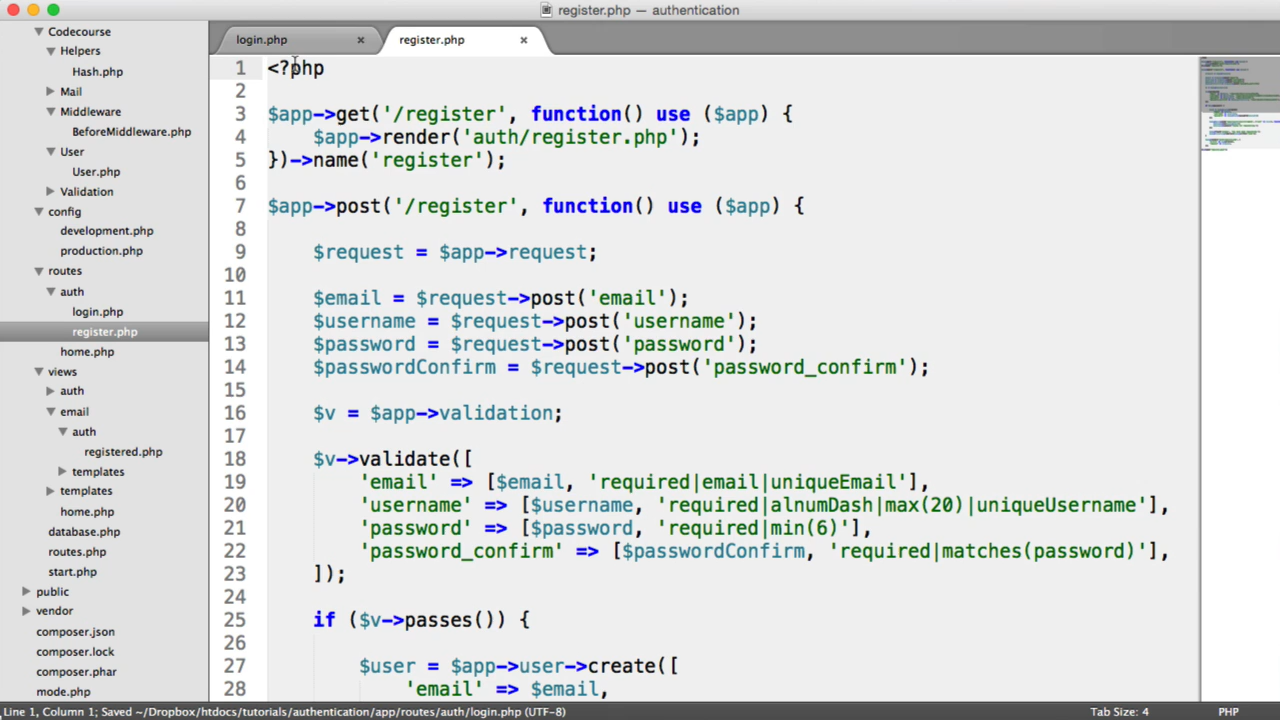 register.php — authentication
Codecourse
Helpers
Hash.php
Mail
Middleware
BeforeMiddleware.php
User
User.php
Validation
config
development.php
production.php
routes
auth
login.php
register.php
home.php
views
auth
email
auth
registered.php
templates
templates
home.php
database.php
routes.php
start.php
public
vendor
composer.json
composer.lock
composer.phar
mode.php
login.php × register.php ×
1 <?php
2
3 $app->get('/register', function() use ($app) {
4 $app->render('auth/register.php');
5 })->name('register');
6
7 $app->post('/register', function() use ($app) {
8
9 $request = $app->request;
10
11 $email = $request->post('email');
12 $username = $request->post('username');
13 $password = $request->post('password');
14 $passwordConfirm = $request->post('password_confirm');
15
16 $v = $app->validation;
17
18 $v->validate([
19 'email' => [$email, 'required|email|uniqueEmail'],
20 'username' => [$username, 'required|alnumDash|max(20)|uniqueUsername'],
21 'password' => [$password, 'required|min(6)'],
22 'password_confirm' => [$passwordConfirm, 'required|matches(password)'],
23 ]);
24
25 if ($v->passes()) {
26
27 $user = $app->user->create([
28 'email' => $email,
Line 1, Column 1; Saved ~/Dropbox/htdocs/tutorials/authentication/app/routes/auth/login.php (UTF-8) Tab Size: 4 PHP